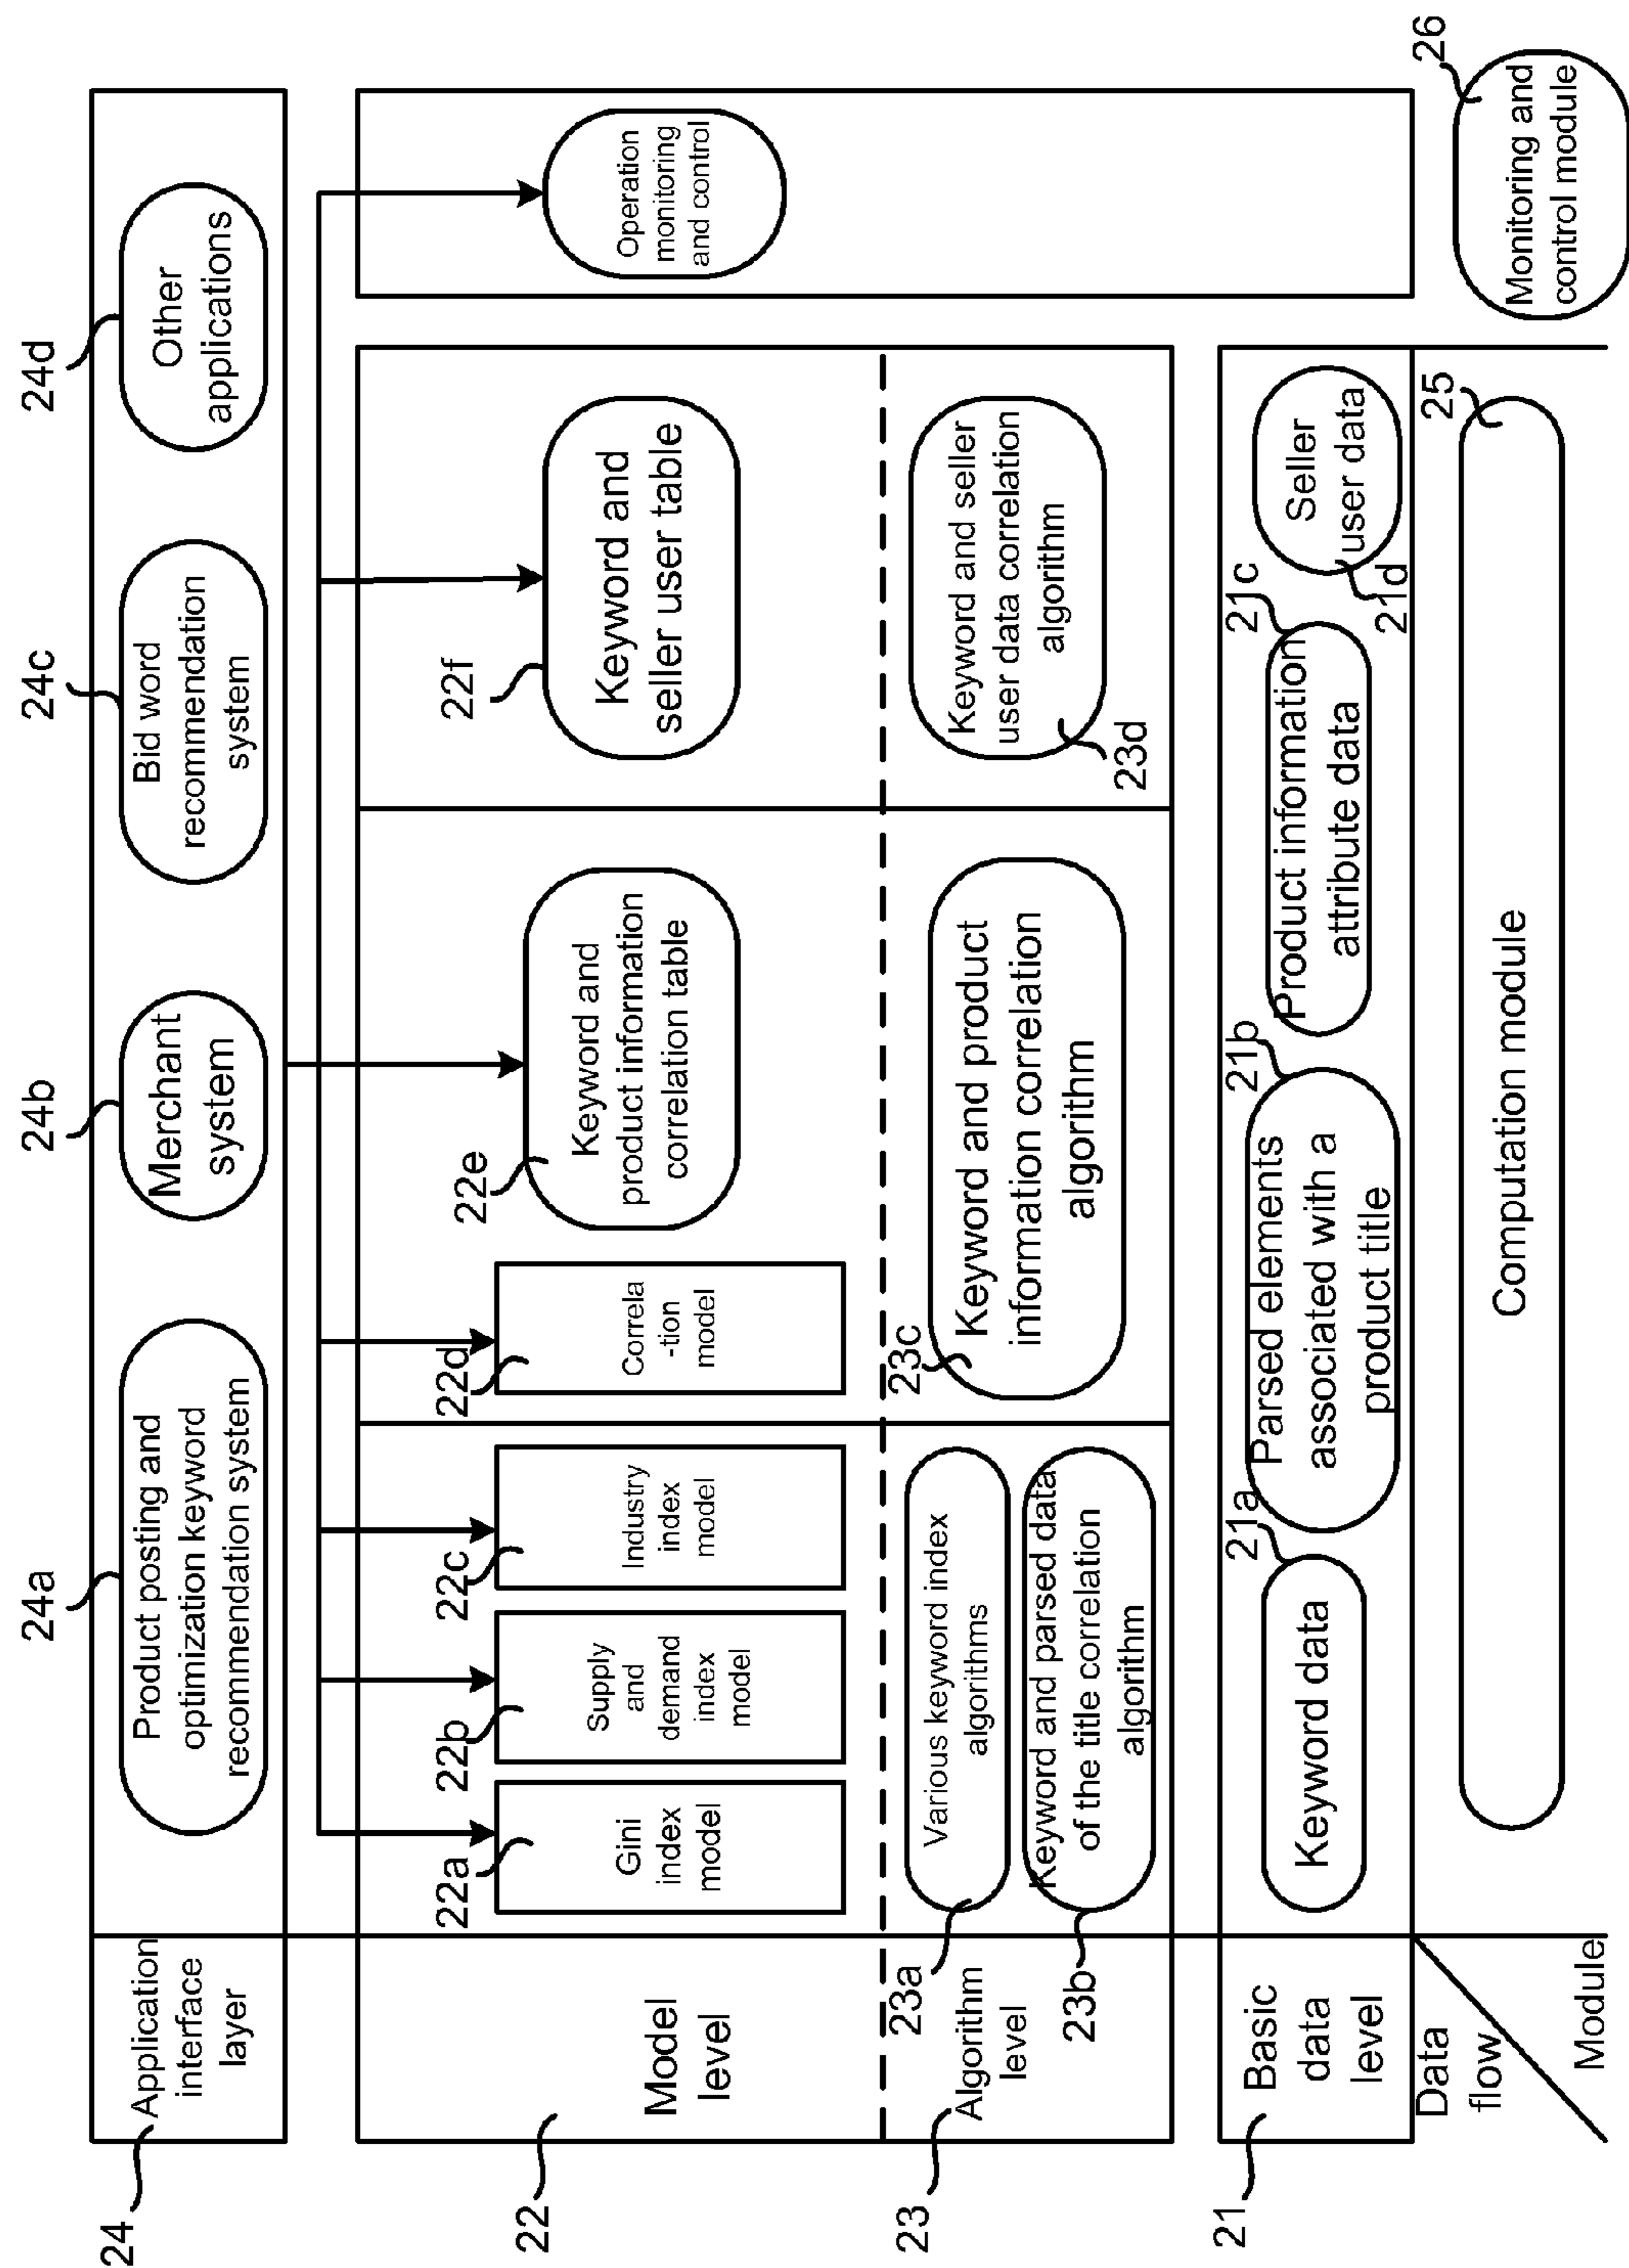 24
Application
interface
layer
24a
Product posting and
optimization keyword
recommendation system
24b
Merchant
system
24c
Bid word
recommendation
system
24d
Other
applications
22
Model
level
22a
Gini
index
model
22b
Supply
and
demand
index
model
22c
Industry
index
model
22d
Correla
-tion
model
22e
Keyword and
product information
correlation table
22f
Keyword and
seller user table
Operation
monitoring
and control
23
Algorithm
level
23a
Various keyword index
algorithms
23b
Keyword and parsed data
of the title correlation
algorithm
23c
Keyword and product
information correlation
algorithm
23d
Keyword and seller
user data correlation
algorithm
21
Basic
data
level
21a
Keyword data
21b
Parsed elements
associated with a
product title
21c
Product information
attribute data
21d
Seller
user data
Data
flow
Module
25
Computation module
26
Monitoring and
control module